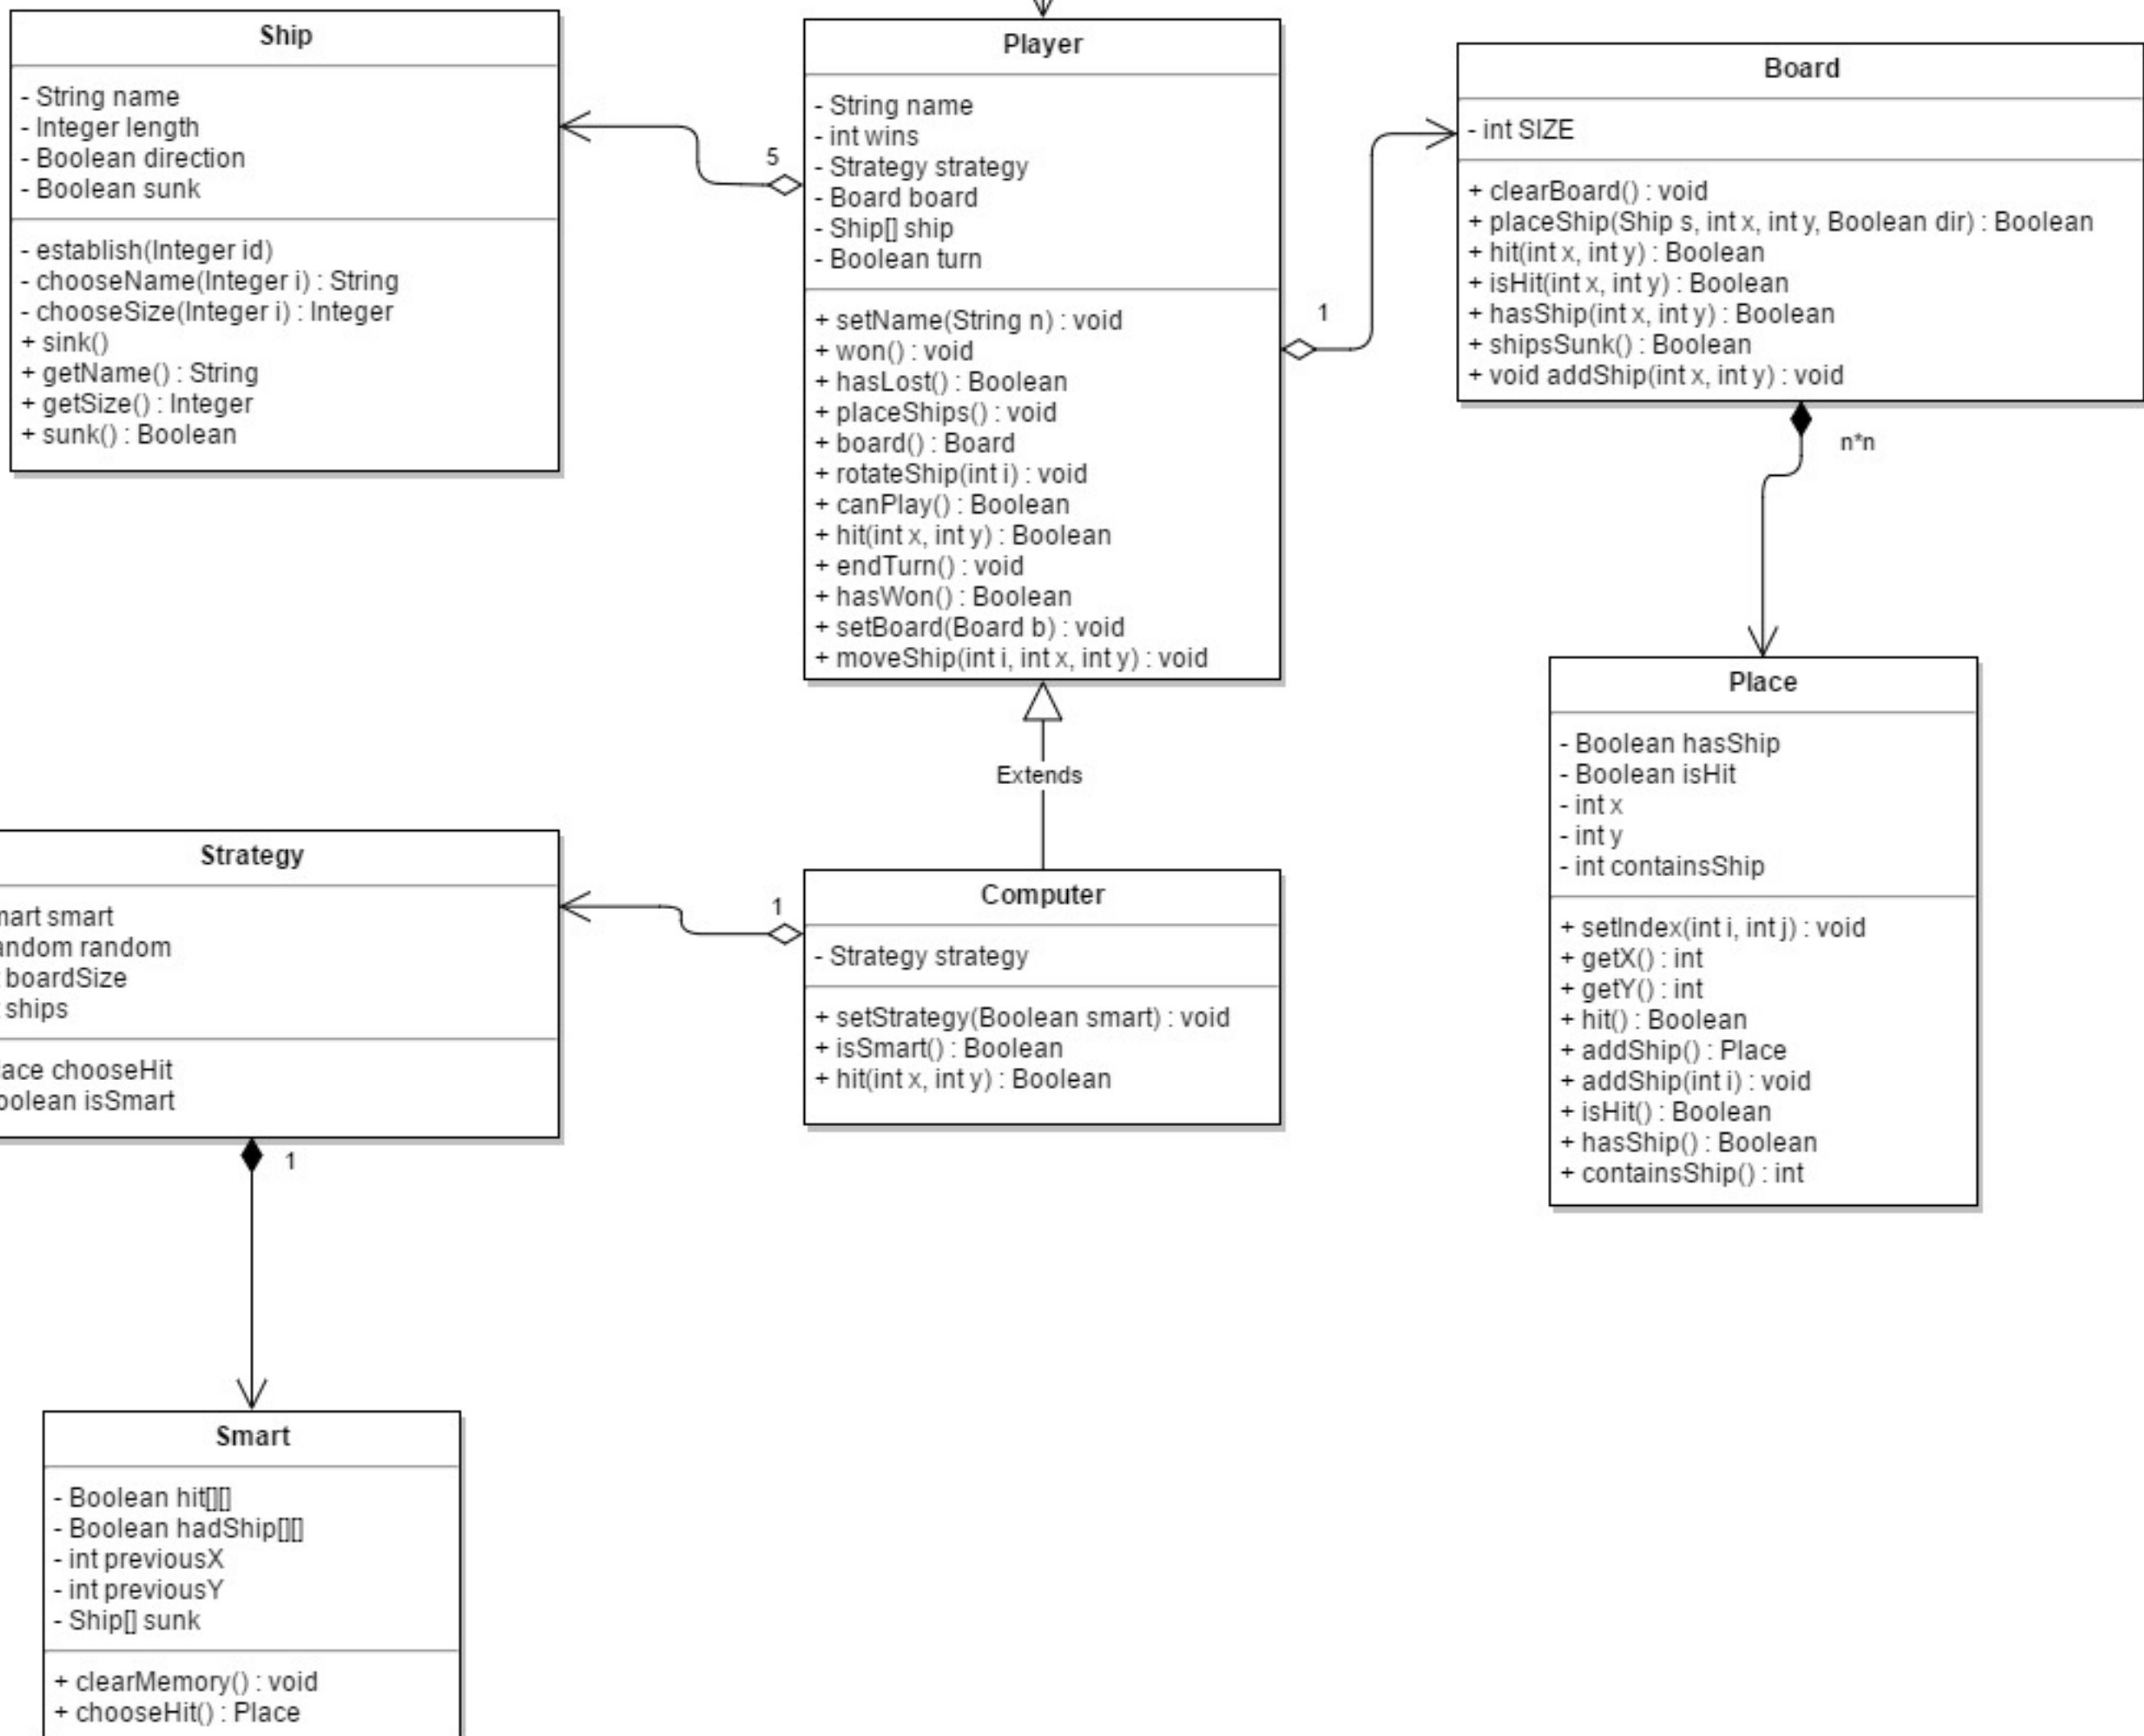 Ship
- String name
- Integer length
- Boolean direction
- Boolean sunk
- establish(Integer id)
- chooseName(Integer i) : String
- chooseSize(Integer i) : Integer
+ sink()
+ getName() : String
+ getSize() : Integer
+ sunk() : Boolean
5
Player
- String name
- int wins
- Strategy strategy
- Board board
- Ship[] ship
- Boolean turn
+ setName(String n) : void
+ won() : void
+ hasLost() : Boolean
+ placeShips() : void
+ board() : Board
+ rotateShip(int i) : void
+ canPlay() : Boolean
+ hit(int x, int y) : Boolean
+ endTurn() : void
+ hasWon() : Boolean
+ setBoard(Board b) : void
+ moveShip(int i, int x, int y) : void
1
Board
- int SIZE
+ clearBoard() : void
+ placeShip(Ship s, int x, int y, Boolean dir) : Boolean
+ hit(int x, int y) : Boolean
+ isHit(int x, int y) : Boolean
+ hasShip(int x, int y) : Boolean
+ shipsSunk() : Boolean
+ void addShip(int x, int y) : void
n*n
Extends
Place
- Boolean hasShip
- Boolean isHit
- int x
- int y
- int containsShip
+ setIndex(int i, int j) : void
+ getX() : int
+ getY() : int
+ hit() : Boolean
+ addShip() : Place
+ addShip(int i) : void
+ isHit() : Boolean
+ hasShip() : Boolean
+ containsShip() : int
Strategy
smart
random
boardSize
ships
chooseHit
isSmart
1
1
Computer
- Strategy strategy
+ setStrategy(Boolean smart) : void
+ isSmart() : Boolean
+ hit(int x, int y) : Boolean
Smart
- Boolean hit[][]
- Boolean hadShip[][]
- int previousX
- int previousY
- Ship[] sunk
+ clearMemory() : void
+ chooseHit() : Place